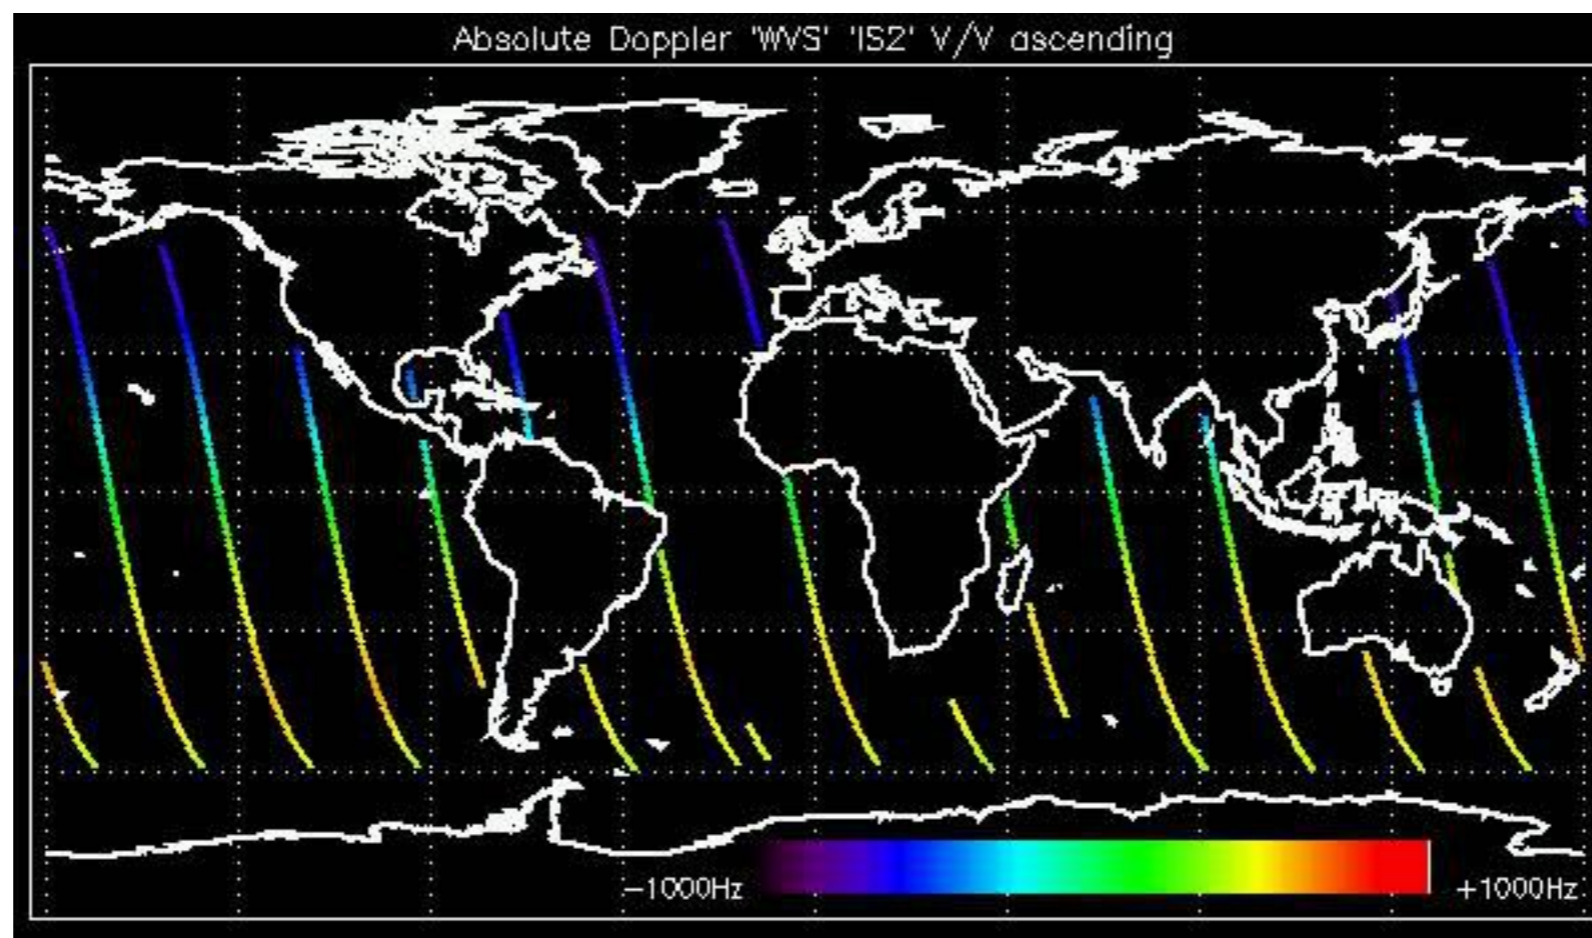 Absolute Doppler 'WVS' 'IS2' V/V ascending
-1000Hz +1000Hz